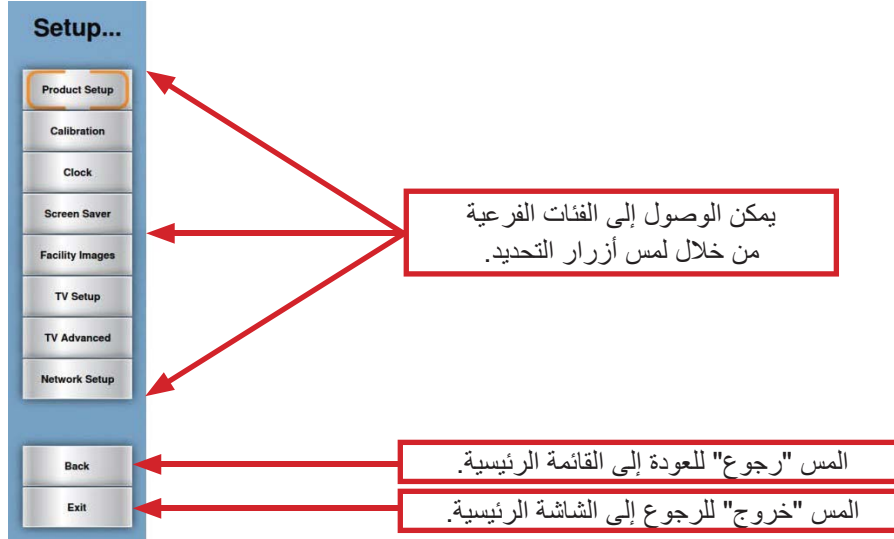 Setup...
Product Setup
Calibration
Clock
Screen Saver
Facility Images
TV Setup
TV Advanced
Network Setup
Back
Exit
يمكن الوصول إلى الفئات الفرعية
من خلال لمس أزرار التحديد.
المس "رجوع" للعودة إلى القائمة الرئيسية.
المس "خروج" للرجوع إلى الشاشة الرئيسية.